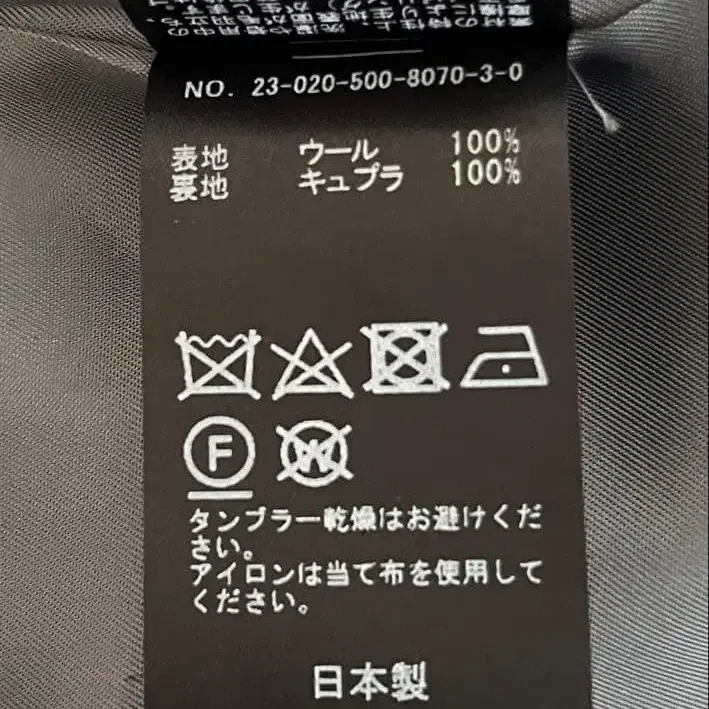 NO. 23-020-500-8070-3-0
表地 ウール 100%
裏地 キュプラ 100%
F
W
タンブラー乾燥はお避けくだ
さい。
アイロンは当て布を使用して
ください。
日本製